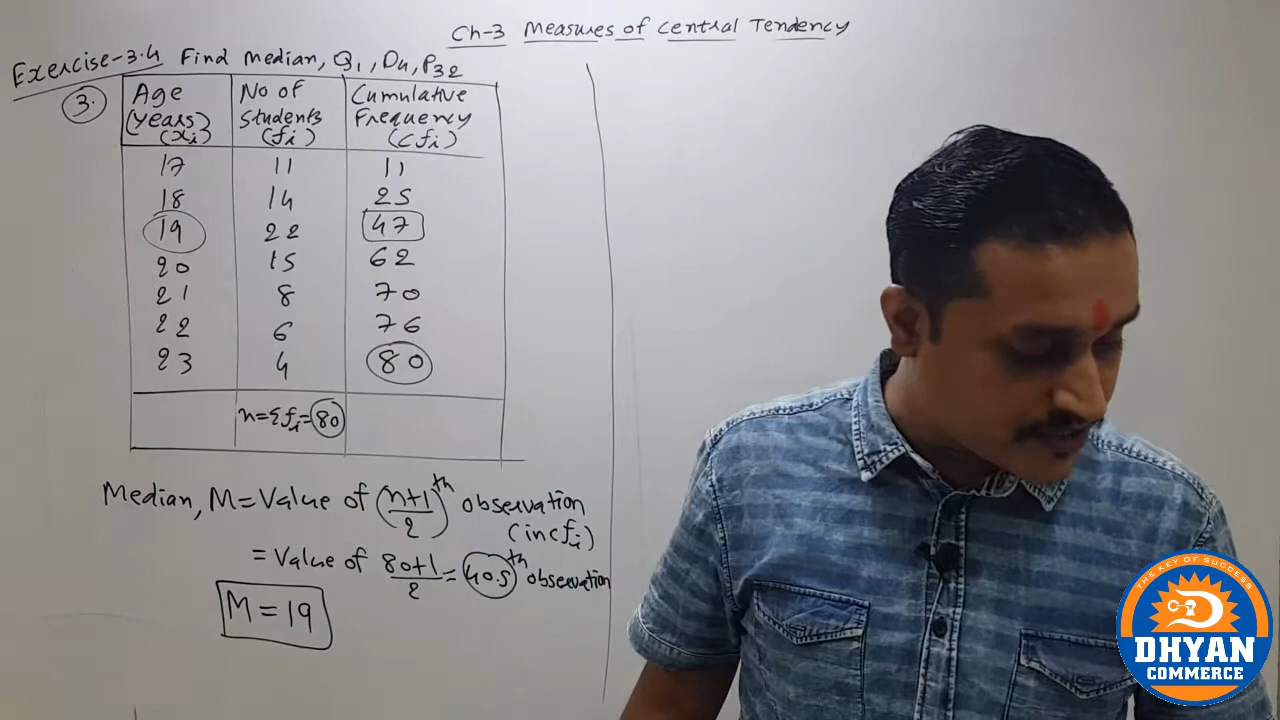 Ch-3 Measures of Central Tendency
Exercise-3.4 Find Median, Q₁, D₄, P₃₂
3.
Age (years) (xᵢ) No of Students (fᵢ) Cumulative Frequency (cfᵢ)
17 11 11
18 14 25
19 22 47
20 15 62
21 8 70
22 6 76
23 4 80
n=Σfᵢ=80
Median, M=Value of (n+1/2)th observation
(in cfᵢ)
= Value of 80+1/2 = 40.5th observation
M = 19
THE KEY OF SUCCESS
DHYAN
COMMERCE